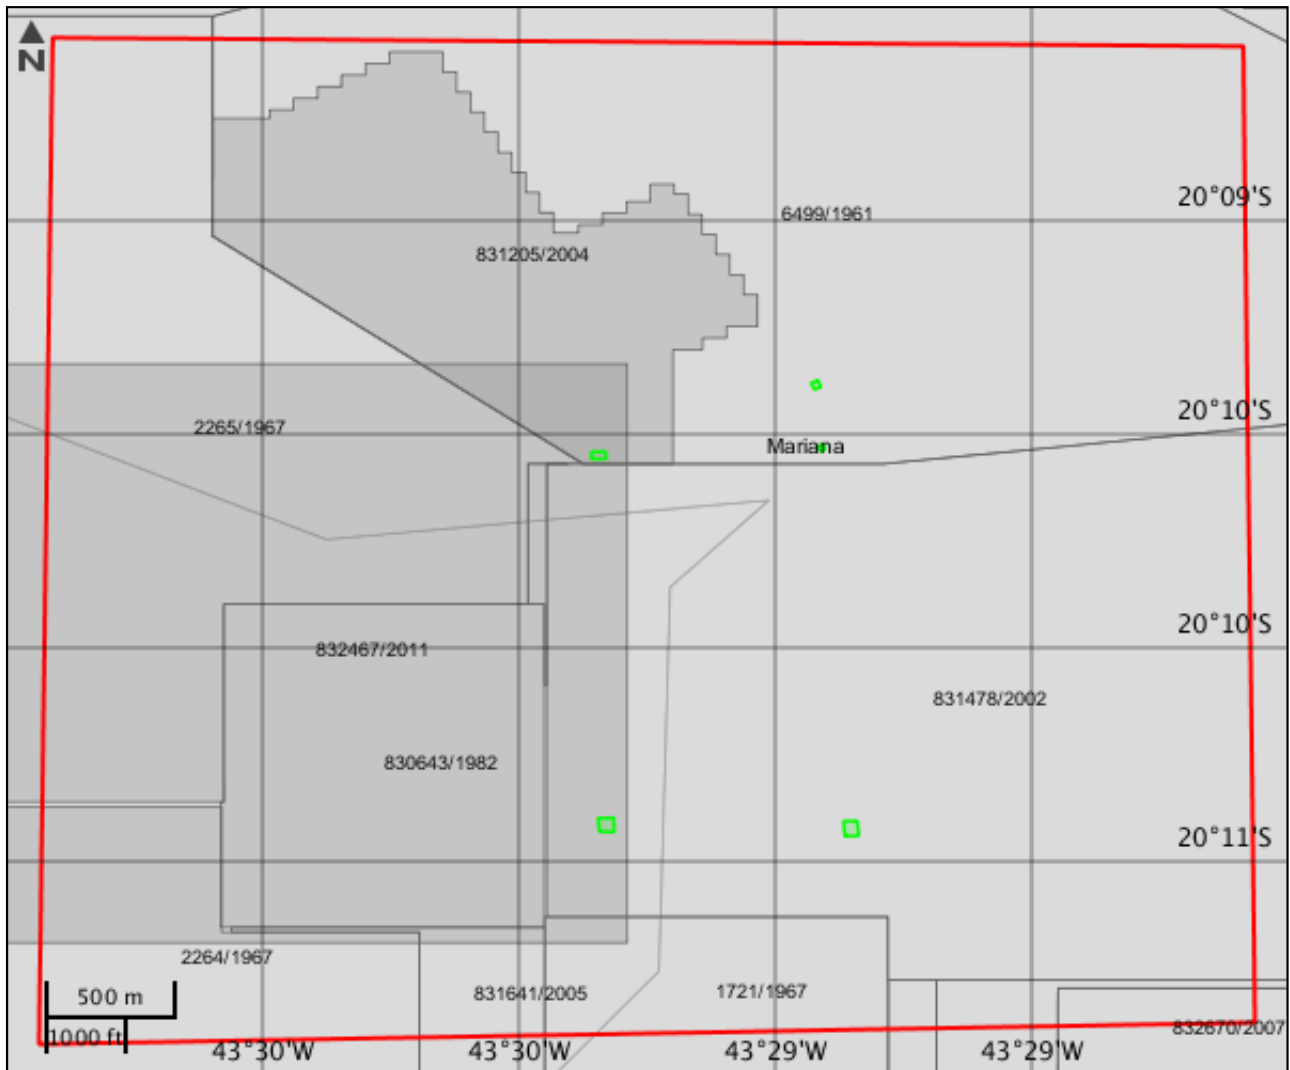 N
20°09'S
6499/1961
831205/2004
20°10'S
2265/1967
Mariana
20°10'S
832467/2011
831478/2002
830643/1982
20°11'S
2264/1967
831641/2005
1721/1967
500 m
832670/2007
1000 ft
43°30'W
43°30'W
43°29'W
43°29'W